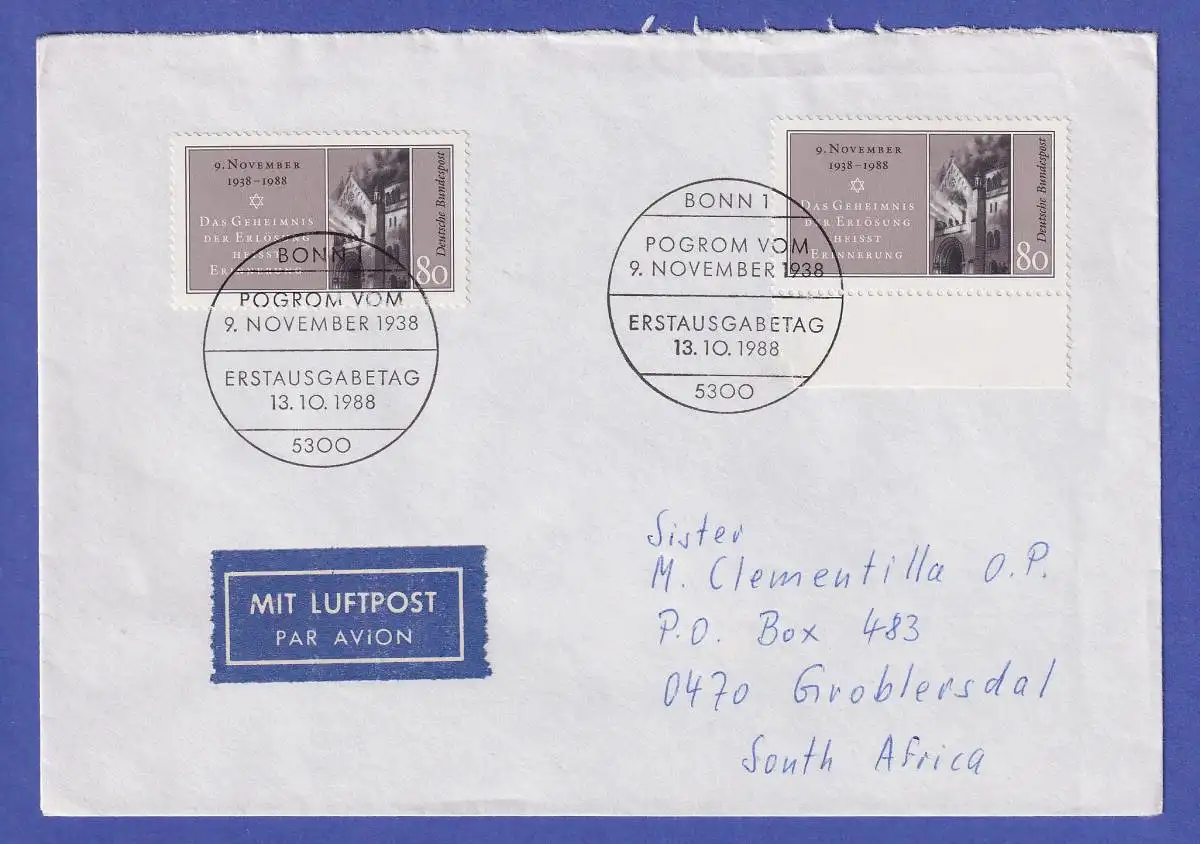 9. NOVEMBER
1938–1988
DAS GEHEIMNIS
DER ERLÖSUNG
HEISST
ERINNERUNG
Deutsche Bundespost
80
BONN 1
POGROM VOM
9. NOVEMBER 1938
ERSTAUSGABETAG
13.10.1988
5300
9. NOVEMBER
1938–1988
DAS GEHEIMNIS
DER ERLÖSUNG
HEISST
ERINNERUNG
Deutsche Bundespost
80
BONN 1
POGROM VOM
9. NOVEMBER 1938
ERSTAUSGABETAG
13.10.1988
5300
MIT LUFTPOST
PAR AVION
Sister
M. Clementilla O.P.
P.O. Box 483
0470 Groblersdal
South Africa